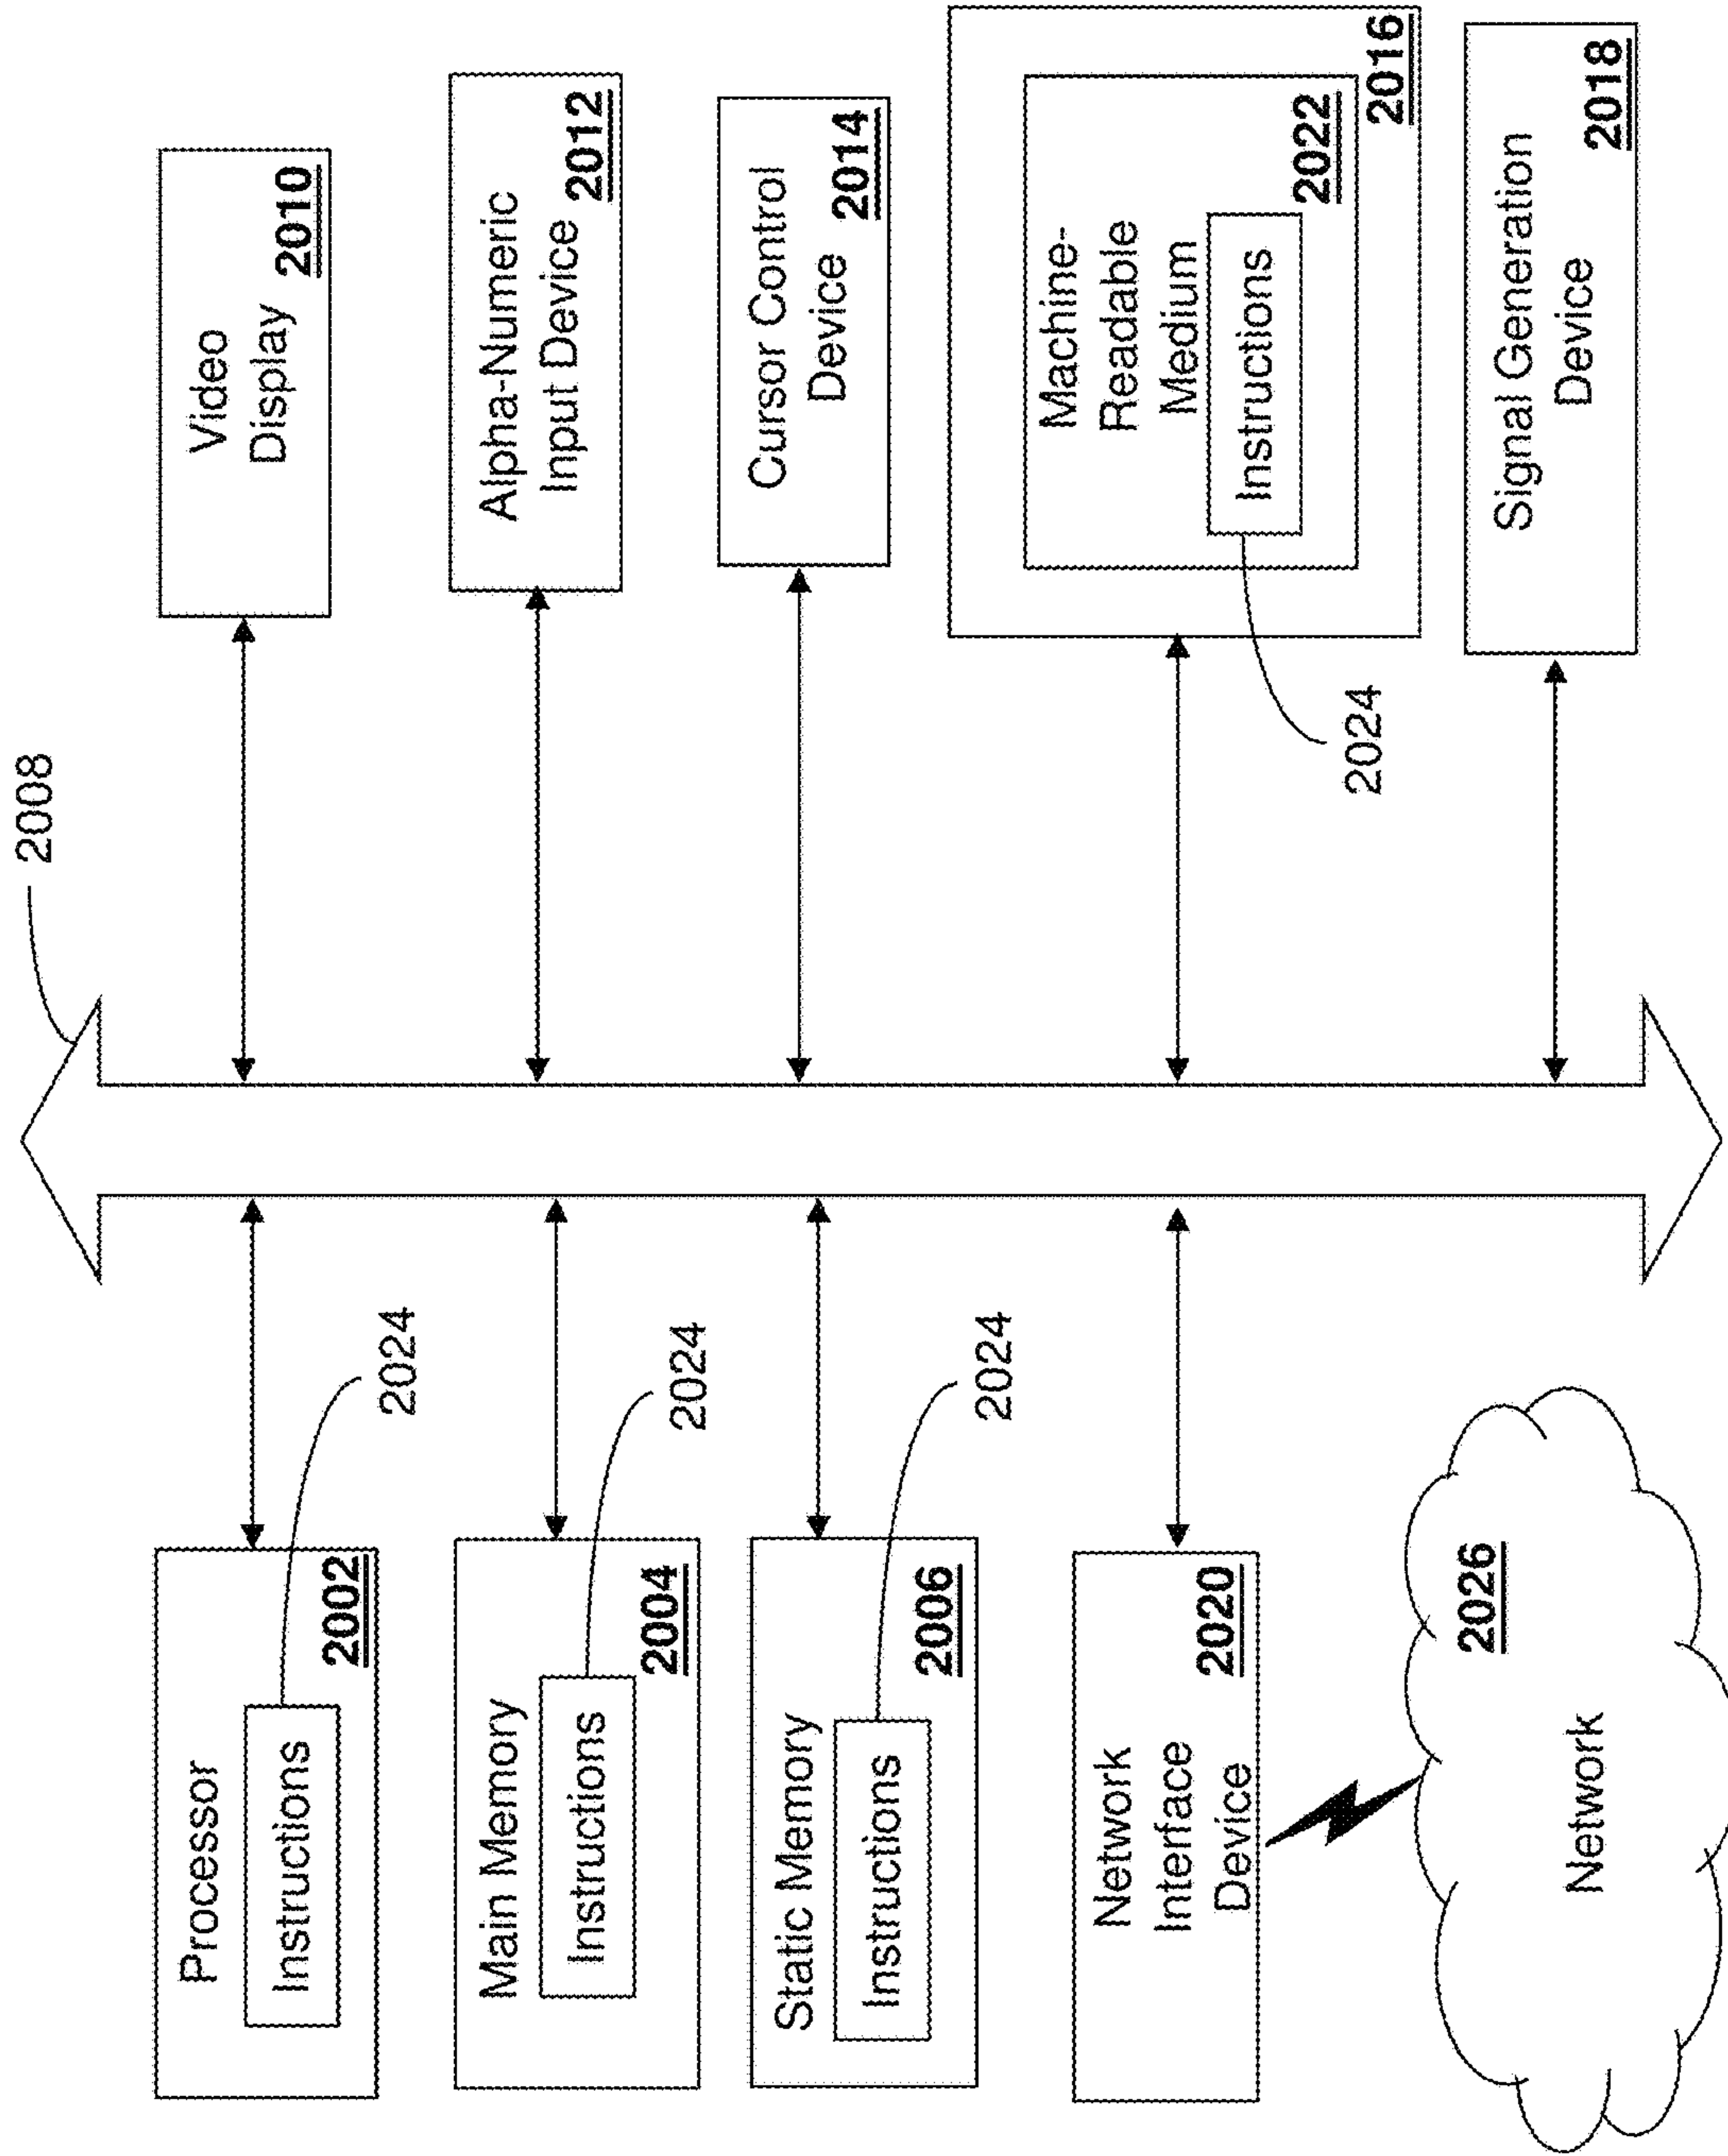 2008
Processor
Instructions
2002
2024
Main Memory
Instructions
2004
2024
Static Memory
Instructions
2006
2024
Network
Interface
Device
2020
2026
Network
Video
Display
2010
Alpha-Numeric
Input Device
2012
Cursor Control
Device
2014
Machine-
Readable
Medium
2022
Instructions
2024
2016
Signal Generation
Device
2018